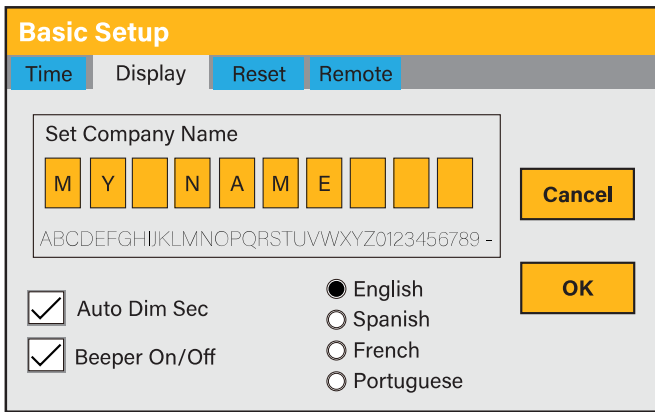 Basic Setup
Time Display Reset Remote
Set Company Name
M Y N A M E
ABCDEFGHIJKLMNOPQRSTUVWXYZ0123456789 -
Cancel
OK
Auto Dim Sec
Beeper On/Off
English
Spanish
French
Portuguese